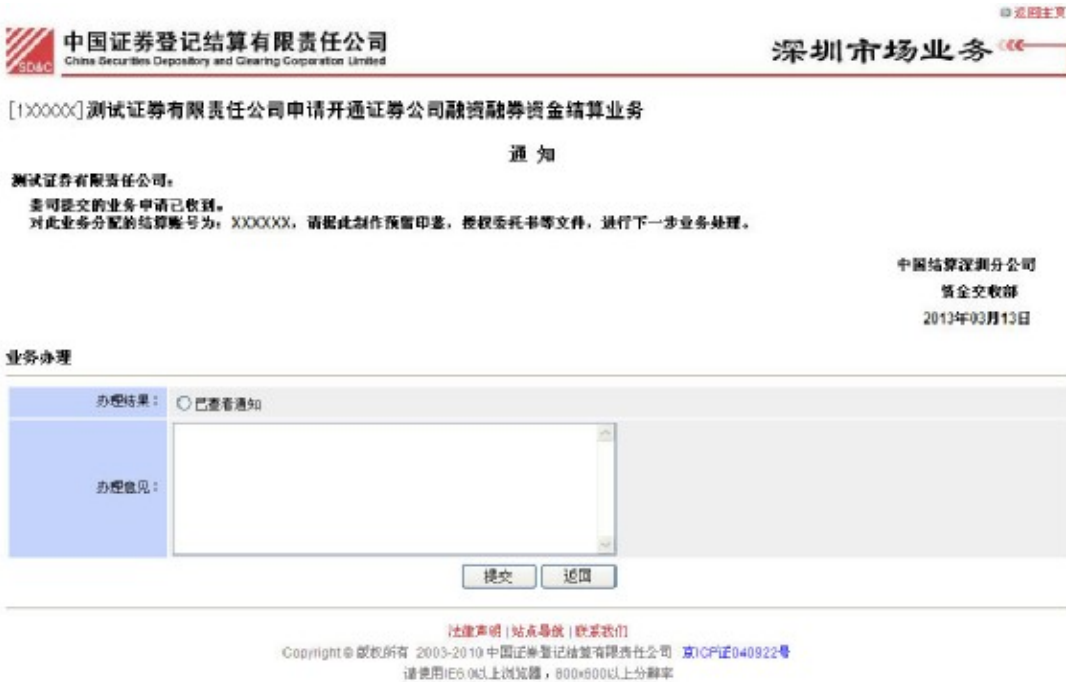 返回主页
SD&C
中国证券登记结算有限责任公司
China Securities Depository and Clearing Corporation Limited
深圳市场业务
[1XXXXX]测试证券有限责任公司申请开通证券公司融资融券资金结算业务
通 知
测试证券有限责任公司：
贵司提交的业务申请已收到。
对此业务分配的结算账号为：XXXXXX，请据此制作预留印鉴，授权委托书等文件，进行下一步业务处理。
中国结算深圳分公司
资金交收部
2013年03月13日
业务办理
办理结果：
已查看通知
办理意见：
提交
返回
法律声明 | 站点导航 | 联系我们
Copyright © 版权所有 2003-2010 中国证券登记结算有限责任公司 京ICP证040922号
请使用IE6.0以上浏览器，800x600以上分辩率